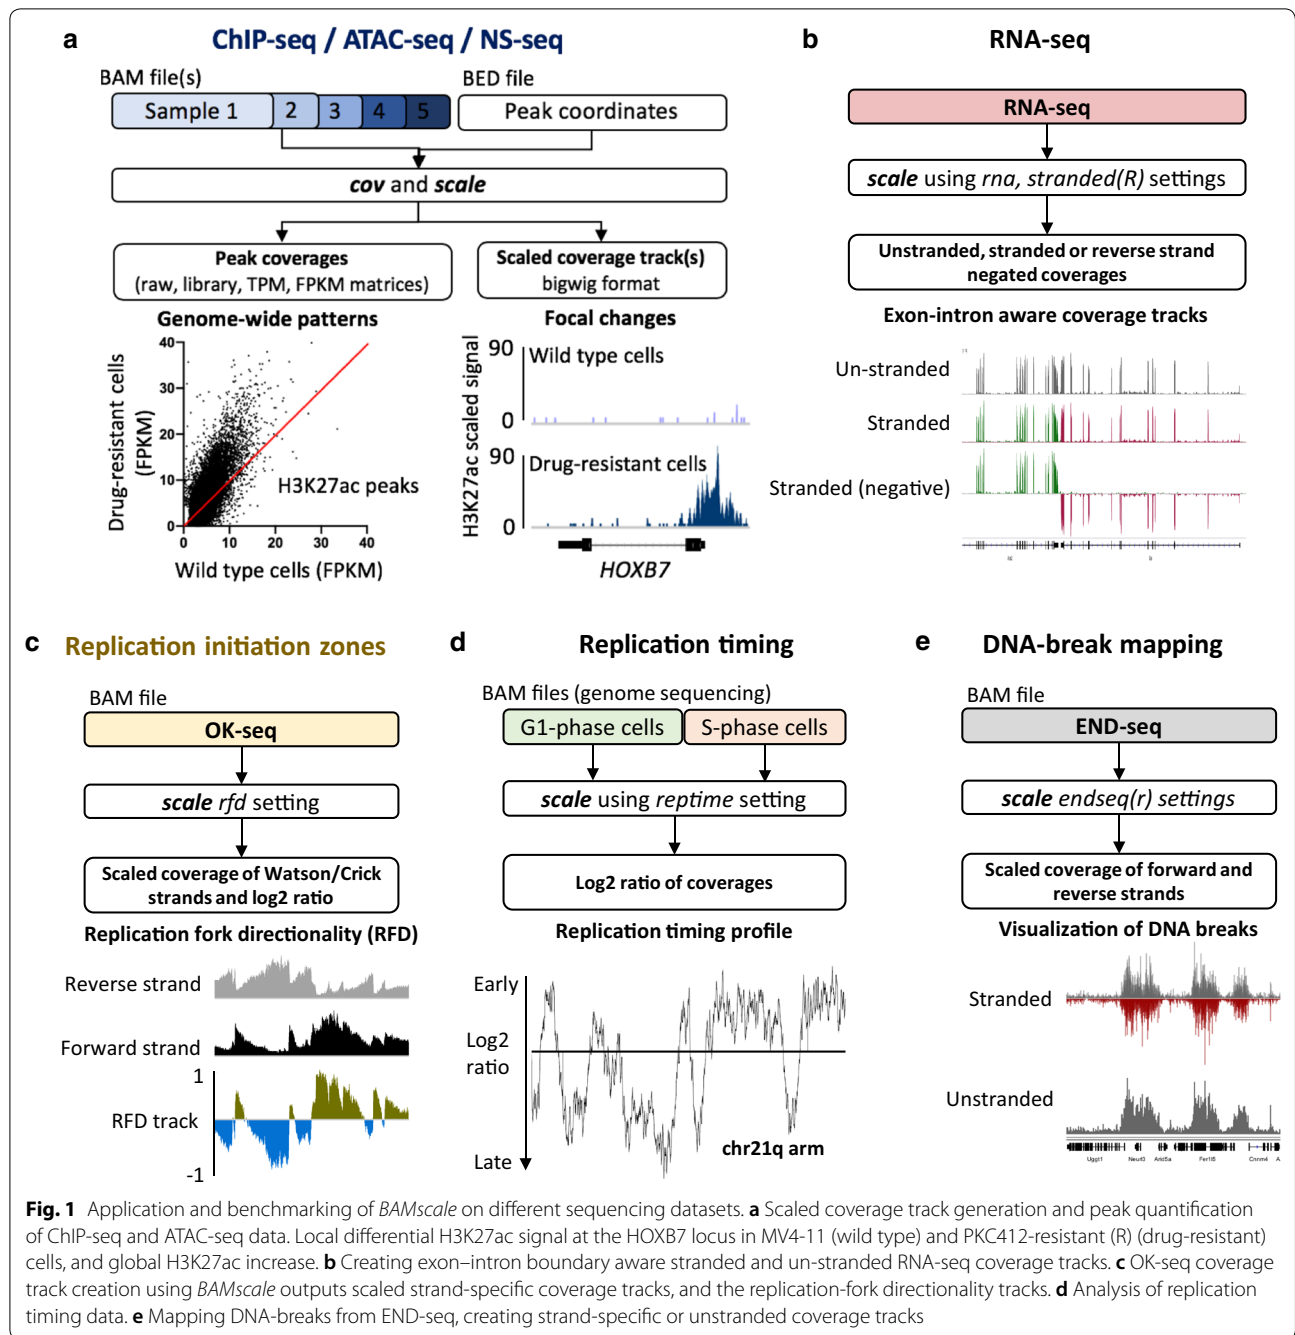 a
ChIP-seq / ATAC-seq / NS-seq
BAM file(s)
BED file
Sample 1
2
3
4
5
Peak coordinates
cov and scale
Peak coverages
(raw, library, TPM, FPKM matrices)
Scaled coverage track(s)
bigwig format
Genome-wide patterns
Drug-resistant cells
(FPKM)
40
30
20
10
0
0 10 20 30 40
H3K27ac peaks
Wild type cells (FPKM)
Focal changes
H3K27ac scaled signal
90
Wild type cells
0
90
Drug-resistant cells
0
HOXB7
b
RNA-seq
RNA-seq
scale using rna, stranded(R) settings
Unstranded, stranded or reverse strand
negated coverages
Exon-intron aware coverage tracks
Un-stranded
Stranded
Stranded (negative)
c
Replication initiation zones
BAM file
OK-seq
scale rfd setting
Scaled coverage of Watson/Crick
strands and log2 ratio
Replication fork directionality (RFD)
Reverse strand
Forward strand
1
RFD track
-1
d
Replication timing
BAM files (genome sequencing)
G1-phase cells
S-phase cells
scale using reptime setting
Log2 ratio of coverages
Replication timing profile
Early
Log2
ratio
Late
chr21q arm
e
DNA-break mapping
BAM file
END-seq
scale endseq(r) settings
Scaled coverage of forward and
reverse strands
Visualization of DNA breaks
Stranded
Unstranded
Uggt1 Neurl3 Arid5a Fer1l5 Cnnm4 A
Fig. 1 Application and benchmarking of BAMscale on different sequencing datasets. a Scaled coverage track generation and peak quantification
of ChIP-seq and ATAC-seq data. Local differential H3K27ac signal at the HOXB7 locus in MV4-11 (wild type) and PKC412-resistant (R) (drug-resistant)
cells, and global H3K27ac increase. b Creating exon–intron boundary aware stranded and un-stranded RNA-seq coverage tracks. c OK-seq coverage
track creation using BAMscale outputs scaled strand-specific coverage tracks, and the replication-fork directionality tracks. d Analysis of replication
timing data. e Mapping DNA-breaks from END-seq, creating strand-specific or unstranded coverage tracks